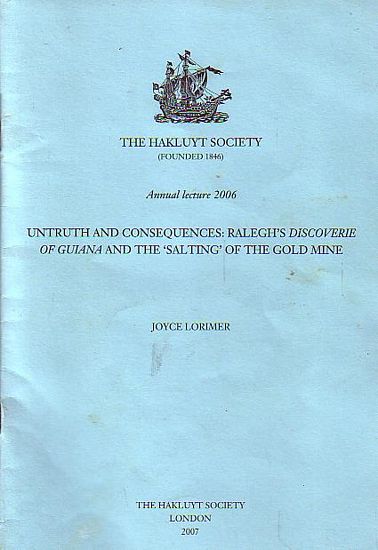 THE HAKLUYT SOCIETY
(FOUNDED 1846)
Annual lecture 2006
UNTRUTH AND CONSEQUENCES: RALEGH'S DISCOVERIE
OF GUIANA AND THE 'SALTING' OF THE GOLD MINE
JOYCE LORIMER
THE HAKLUYT SOCIETY
LONDON
2007